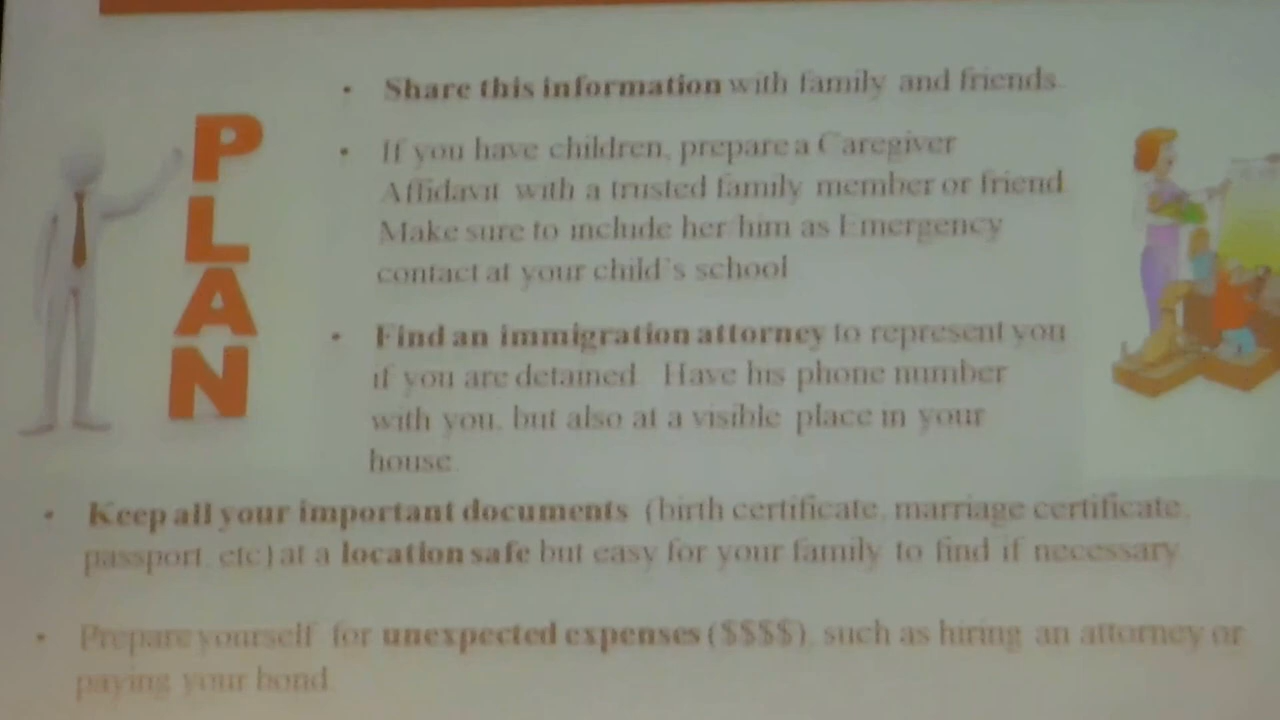 PLAN
• Share this information with family and friends.
• If you have children, prepare a Caregiver
Affidavit with a trusted family member or friend.
Make sure to include her/him as Emergency
contact at your child's school
• Find an immigration attorney to represent you
if you are detained. Have his phone number
with you, but also at a visible place in your
house.
• Keep all your important documents (birth certificate, marriage certificate,
passport, etc) at a location safe but easy for your family to find if necessary
• Prepare yourself for unexpected expenses ($$$$), such as hiring an attorney or
paying your bond.